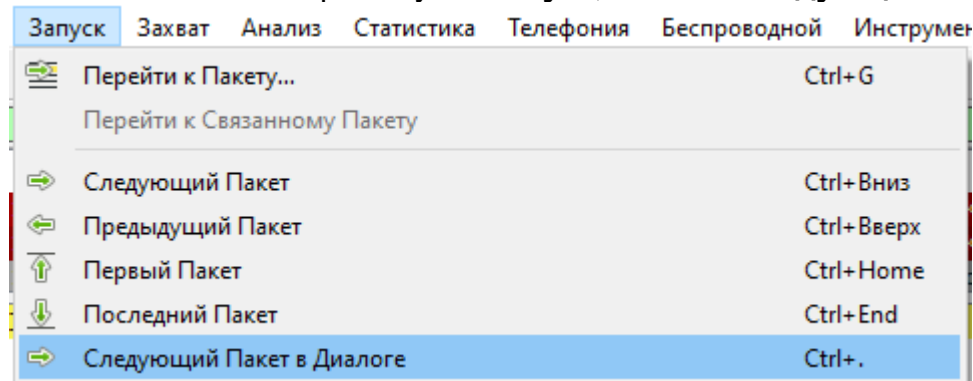 Запуск Захват Анализ Статистика Телефония Беспроводной Инструмен
Перейти к Пакету... Ctrl+G
Перейти к Связанному Пакету
Следующий Пакет Ctrl+Вниз
Предыдущий Пакет Ctrl+Вверх
Первый Пакет Ctrl+Home
Последний Пакет Ctrl+End
Следующий Пакет в Диалоге Ctrl+.